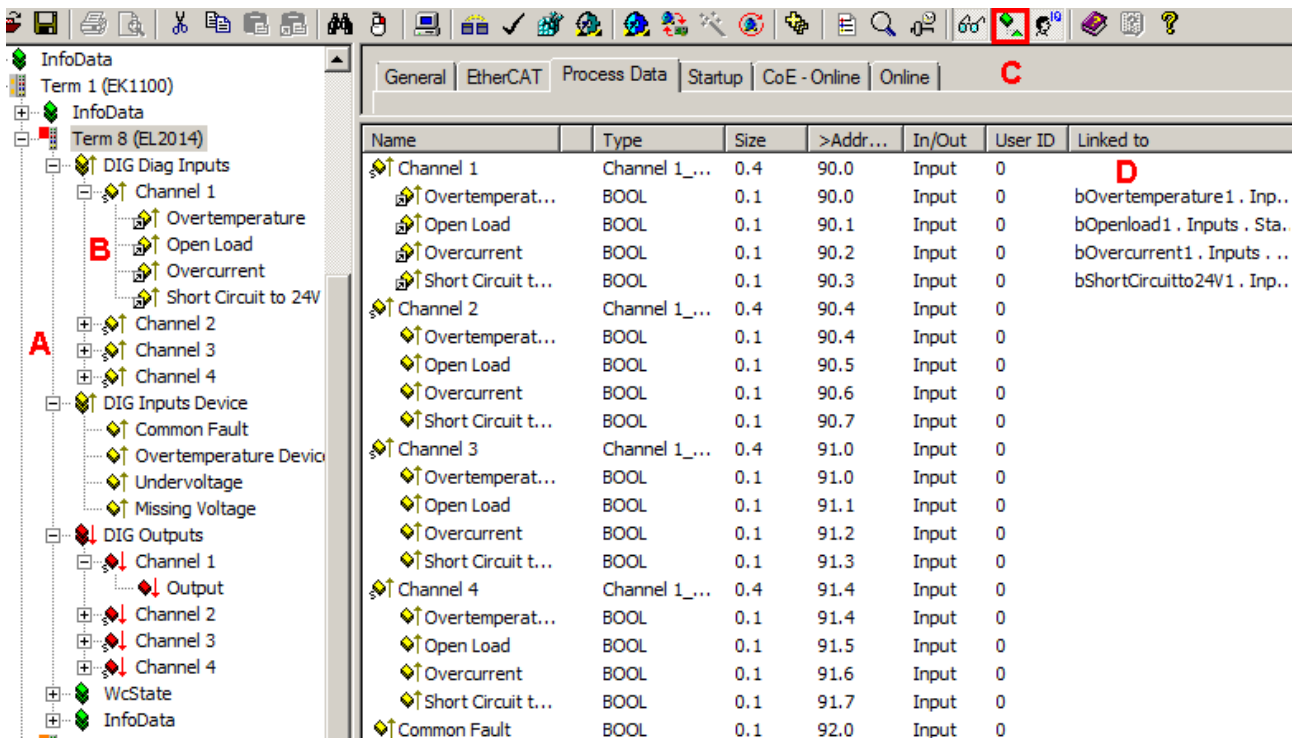 InfoData
Term 1 (EK1100)
InfoData
Term 8 (EL2014)
DIG Diag Inputs
Channel 1
Overtemperature
Open Load
Overcurrent
Short Circuit to 24V
Channel 2
Channel 3
Channel 4
DIG Inputs Device
Common Fault
Overtemperature Devic
Undervoltage
Missing Voltage
DIG Outputs
Channel 1
Output
Channel 2
Channel 3
Channel 4
WcState
InfoData
A
B
IQ
C
General EtherCAT Process Data Startup CoE - Online Online
Name Type Size >Addr... In/Out User ID Linked to
D
Channel 1 Channel 1_... 0.4 90.0 Input 0
Overtemperat... BOOL 0.1 90.0 Input 0 bOvertemperature1 . Inp..
Open Load BOOL 0.1 90.1 Input 0 bOpenload1 . Inputs . Sta..
Overcurrent BOOL 0.1 90.2 Input 0 bOvercurrent1 . Inputs . ...
Short Circuit t... BOOL 0.1 90.3 Input 0 bShortCircuitto24V1 . Inp..
Channel 2 Channel 1_... 0.4 90.4 Input 0
Overtemperat... BOOL 0.1 90.4 Input 0
Open Load BOOL 0.1 90.5 Input 0
Overcurrent BOOL 0.1 90.6 Input 0
Short Circuit t... BOOL 0.1 90.7 Input 0
Channel 3 Channel 1_... 0.4 91.0 Input 0
Overtemperat... BOOL 0.1 91.0 Input 0
Open Load BOOL 0.1 91.1 Input 0
Overcurrent BOOL 0.1 91.2 Input 0
Short Circuit t... BOOL 0.1 91.3 Input 0
Channel 4 Channel 1_... 0.4 91.4 Input 0
Overtemperat... BOOL 0.1 91.4 Input 0
Open Load BOOL 0.1 91.5 Input 0
Overcurrent BOOL 0.1 91.6 Input 0
Short Circuit t... BOOL 0.1 91.7 Input 0
Common Fault BOOL 0.1 92.0 Input 0